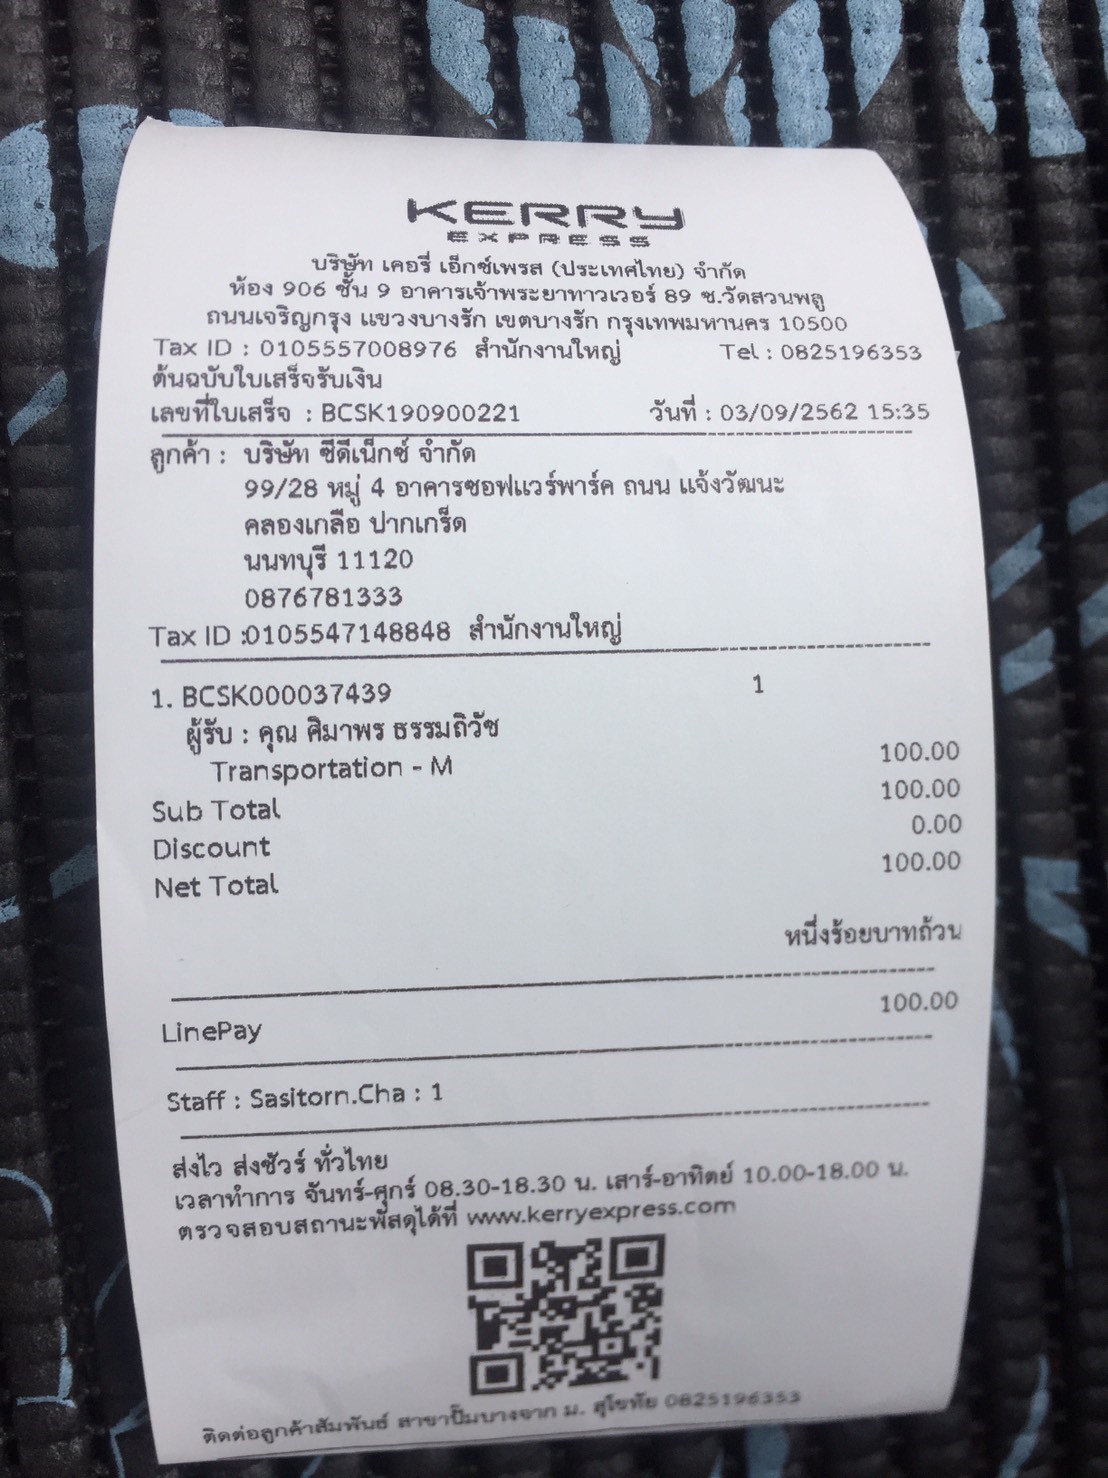 KERRY
EXPRESS
บริษัท เคอรี่ เอ็กซ์เพรส (ประเทศไทย) จำกัด
ห้อง 906 ชั้น 9 อาคารเจ้าพระยาทาวเวอร์ 89 ซ.วัดสวนพลู
ถนนเจริญกรุง แขวงบางรัก เขตบางรัก กรุงเทพมหานคร 10500
Tax ID : 0105557008976 สำนักงานใหญ่ Tel : 0825196353
ต้นฉบับใบเสร็จรับเงิน
เลขที่ใบเสร็จ : BCSK190900221 วันที่ : 03/09/2562 15:35
ลูกค้า : บริษัท ซีดีเน็กซ์ จำกัด
99/28 หมู่ 4 อาคารซอฟแวร์พาร์ค ถนน แจ้งวัฒนะ
คลองเกลือ ปากเกร็ด
นนทบุรี 11120
0876781333
Tax ID :0105547148848 สำนักงานใหญ่
1. BCSK000037439 1
ผู้รับ : คุณ ศิมาพร ธรรมถิวัช
Transportation - M 100.00
Sub Total 100.00
Discount 0.00
Net Total 100.00
หนึ่งร้อยบาทถ้วน
LinePay 100.00
Staff : Sasitorn.Cha : 1
ส่งไว ส่งชัวร์ ทั่วไทย
เวลาทำการ จันทร์-ศุกร์ 08.30-18.30 น. เสาร์-อาทิตย์ 10.00-18.00 น.
ตรวจสอบสถานะพัสดุได้ที่ www.kerryexpress.com
ติดต่อลูกค้าสัมพันธ์ สาขาปั๊มบางจาก ม. สุโขทัย 0825196353